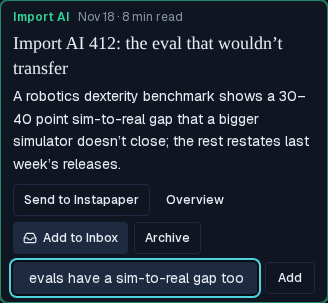 Import AI Nov 18 · 8 min read
Import AI 412: the eval that wouldn’t
transfer
A robotics dexterity benchmark shows a 30–
40 point sim-to-real gap that a bigger
simulator doesn’t close; the rest restates last
week’s releases.
Send to Instapaper Overview
Add to Inbox Archive
evals have a sim-to-real gap too Add